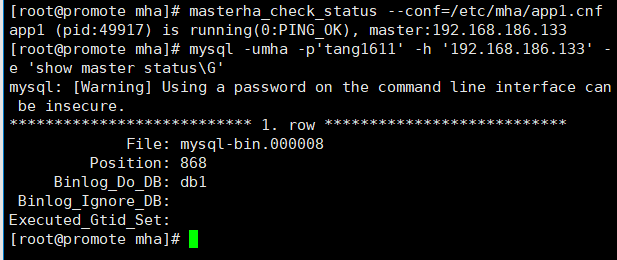 [root@promote mha]# masterha_check_status --conf=/etc/mha/app1.cnf
app1 (pid:49917) is running(0:PING_OK), master:192.168.186.133
[root@promote mha]# mysql -umha -p'tang1611' -h '192.168.186.133' -
e 'show master status\G'
mysql: [Warning] Using a password on the command line interface can
 be insecure.
*************************** 1. row ***************************
             File: mysql-bin.000008
         Position: 868
     Binlog_Do_DB: db1
 Binlog_Ignore_DB:
Executed_Gtid_Set:
[root@promote mha]#